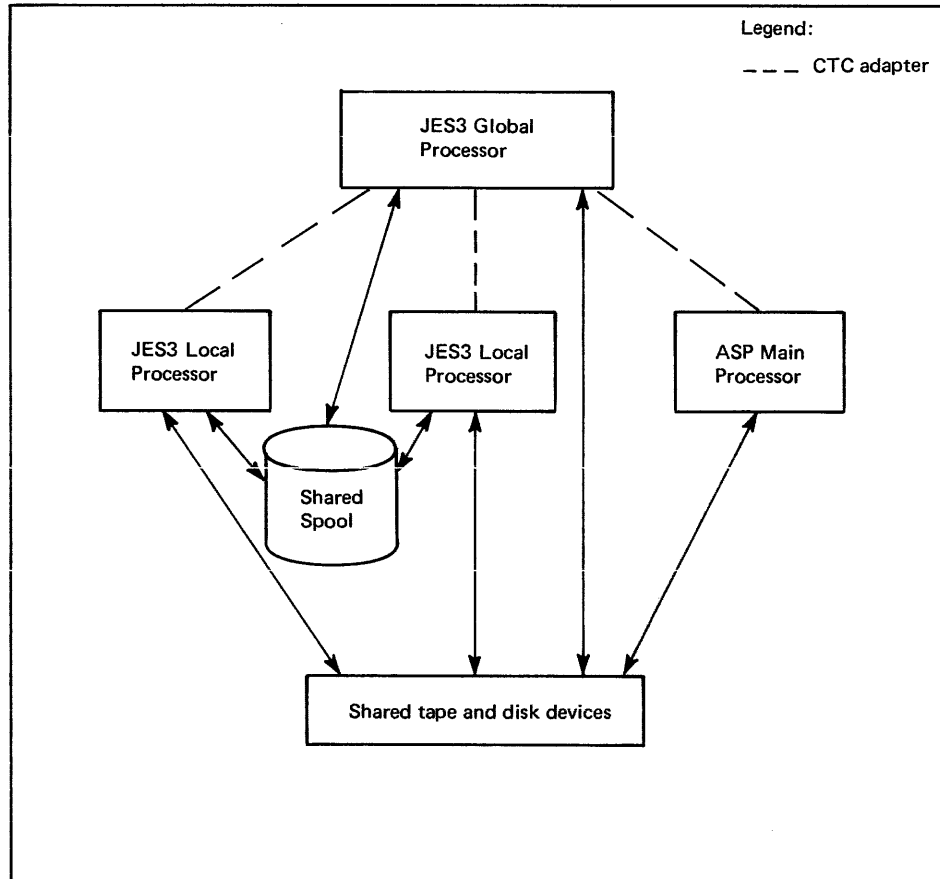 Legend:
CTC adapter
JES3 Global
Processor
JES3 Local
Processor
JES3 Local
Processor
ASP Main
Processor
Shared
Spool
Shared tape and disk devices